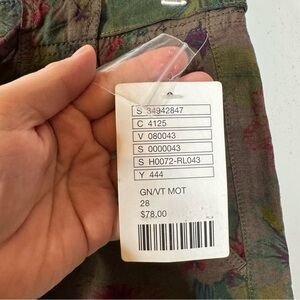 S 34942847
C 4125
V 080043
S 0000043
S H0072-RL043
Y 444
GN/VT MOT
28
$78.00